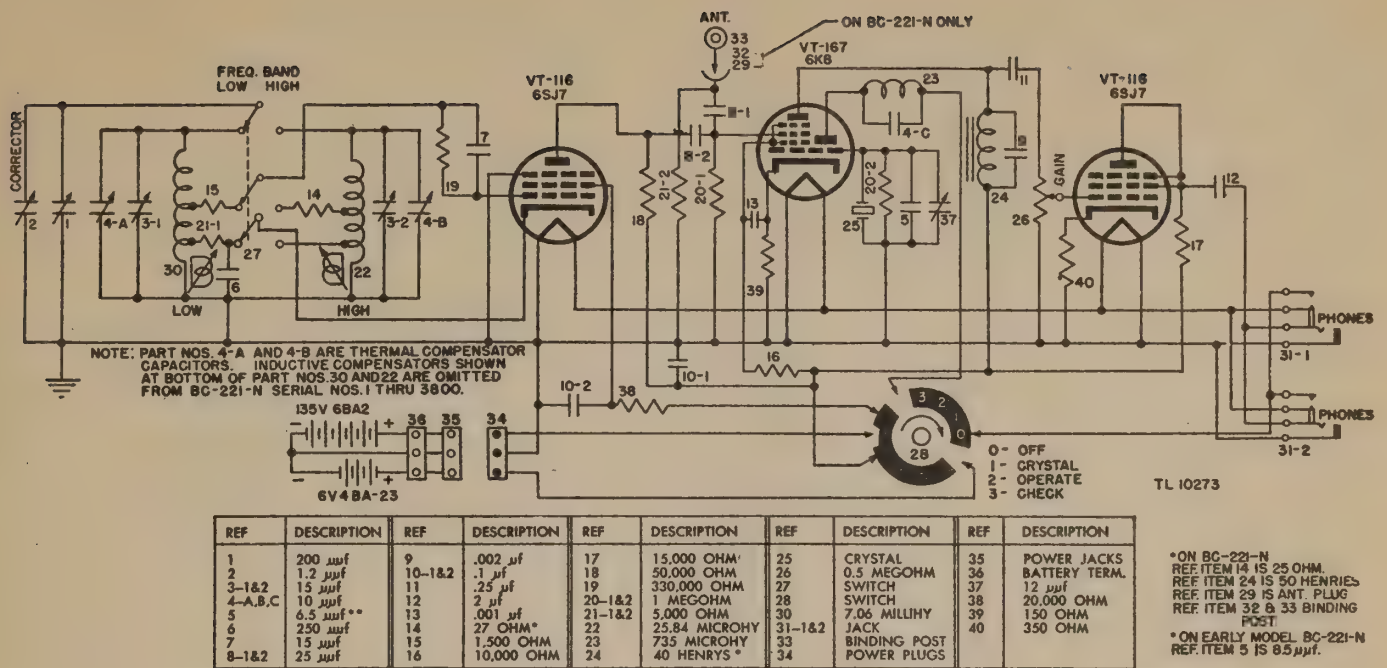 ANT.
33
32
29
ON BC-221-N ONLY
FREQ. BAND
LOW HIGH
VT-116
6SJ7
VT-167
6K8
VT-116
6SJ7
CORRECTOR
2
1
4-A
3-1
15
21-1
30
6
27
14
22
3-2
4-B
19
7
LOW
HIGH
18
21-2
20-1
-1
-2
13
39
23
4-C
25
20-2
5
37
24
11
26
GAIN
40
17
12
10-1
16
PHONES
31-1
PHONES
31-2
NOTE: PART NOS. 4-A AND 4-B ARE THERMAL COMPENSATOR
CAPACITORS. INDUCTIVE COMPENSATORS SHOWN
AT BOTTOM OF PART NOS. 30 AND 22 ARE OMITTED
FROM BC-221-N SERIAL NOS. 1 THRU 3800.
10-2
38
135V 6BA2
- +
36
35
34
- +
6V 4BA-23
3
2
1
0
28
0 - OFF
1 - CRYSTAL
2 - OPERATE
3 - CHECK
TL 10273
REF DESCRIPTION REF DESCRIPTION REF DESCRIPTION REF DESCRIPTION REF DESCRIPTION
1 200 µµf 9 .002 µf 17 15,000 OHM 25 CRYSTAL 35 POWER JACKS
2 1.2 µµf 10-1&2 .1 µf 18 50,000 OHM 26 0.5 MEGOHM 36 BATTERY TERM.
3-1&2 15 µµf 11 .25 µf 19 330,000 OHM 27 SWITCH 37 12 µµf
4-A,B,C 10 µµf 12 2 µf 20-1&2 1 MEGOHM 28 SWITCH 38 20,000 OHM
5 6.5 µµf ** 13 .001 µf 21-1&2 5,000 OHM 30 7.06 MILLIHY 39 150 OHM
6 250 µµf 14 27 OHM* 22 25.84 MICROHY 31-1&2 JACK 40 350 OHM
7 15 µµf 15 1,500 OHM 23 735 MICROHY 33 BINDING POST
8-1&2 25 µµf 16 10,000 OHM 24 40 HENRYS * 34 POWER PLUGS
*ON BC-221-N
REF. ITEM 14 IS 25 OHM.
REF. ITEM 24 IS 50 HENRIES
REF. ITEM 29 IS ANT. PLUG
REF. ITEM 32 & 33 BINDING
POST
* ON EARLY MODEL BC-221-N
REF. ITEM 5 IS 8.5 µµf.